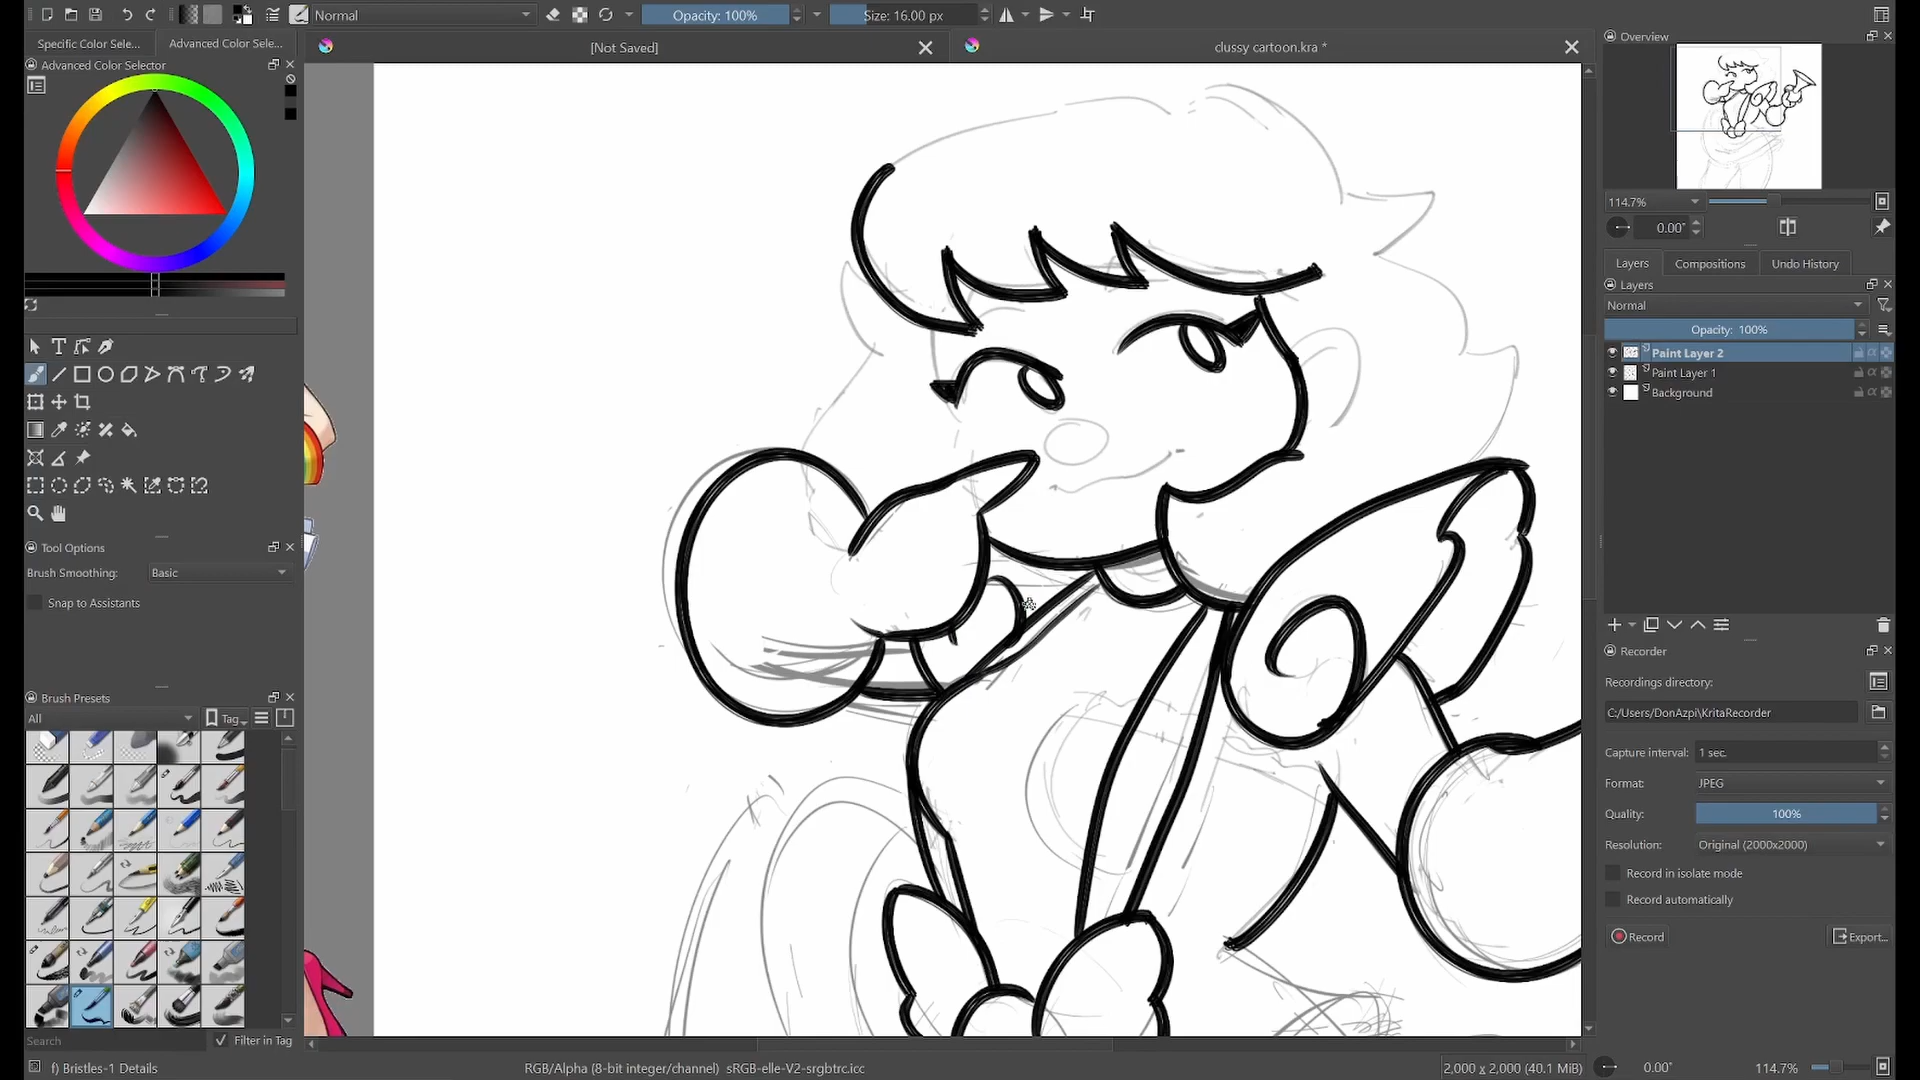 Normal
Opacity: 100%
Size: 16.00 px
Specific Color Sele...
Advanced Color Sele...
[Not Saved]
clussy cartoon.kra *
Overview
Advanced Color Selector
114.7%
0.00°
Layers
Compositions
Undo History
Layers
Normal
Opacity: 100%
Paint Layer 2
Paint Layer 1
Background
Tool Options
Brush Smoothing:
Basic
Snap to Assistants
Recorder
Recordings directory:
C:/Users/DonAzpi/KritaRecorder
Brush Presets
All
Tag
Capture interval:
1 sec.
Format:
JPEG
Quality:
100%
Resolution:
Original (2000x2000)
Record in isolate mode
Record automatically
Record
Export...
Search
Filter in Tag
f) Bristles-1 Details
RGB/Alpha (8-bit integer/channel) sRGB-elle-V2-srgbtrc.icc
2,000 x 2,000 (40.1 MiB)
0.00°
114.7%